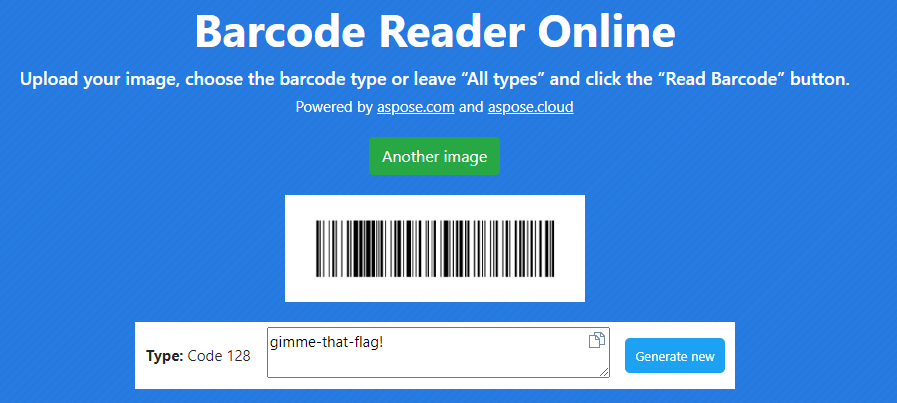 Barcode Reader Online
Upload your image, choose the barcode type or leave “All types” and click the “Read Barcode” button.
Powered by aspose.com and aspose.cloud
Another image
Type: Code 128
gimme-that-flag!
Generate new